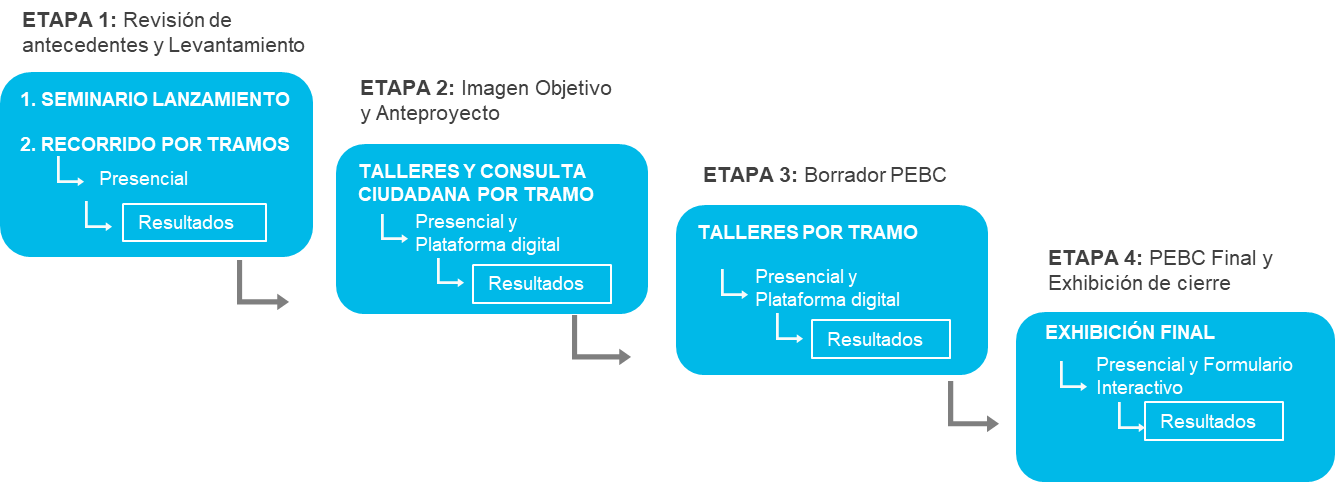 ETAPA 1: Revisión de
antecedentes y Levantamiento
1. SEMINARIO LANZAMIENTO
2. RECORRIDO POR TRAMOS
Presencial
Resultados
ETAPA 2: Imagen Objetivo
y Anteproyecto
TALLERES Y CONSULTA
CIUDADANA POR TRAMO
Presencial y
Plataforma digital
Resultados
ETAPA 3: Borrador PEBC
TALLERES POR TRAMO
Presencial y
Plataforma digital
Resultados
ETAPA 4: PEBC Final y
Exhibición de cierre
EXHIBICIÓN FINAL
Presencial y Formulario
Interactivo
Resultados